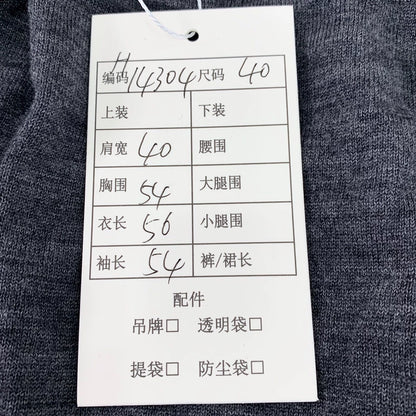 编码 H14304 尺码 40
上装 下装
肩宽 40 腰围
胸围 54 大腿围
衣长 56 小腿围
袖长 54 裤/裙长
配件
吊牌□ 透明袋□
提袋□ 防尘袋□